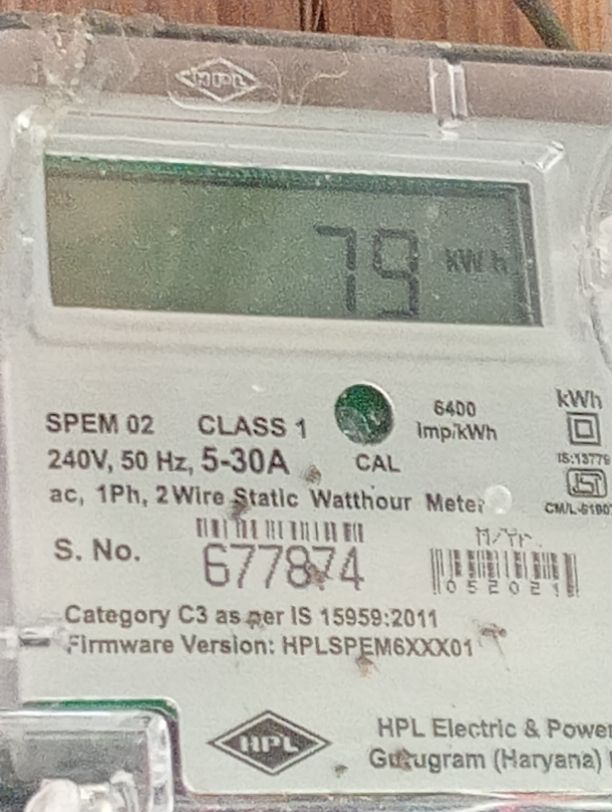 HPL
79 kWh
SPEM 02 CLASS 1
6400
imp/kWh
kWh
240V, 50 Hz, 5-30A
CAL
IS:13779
ac, 1Ph, 2Wire Static Watthour Meter
CM/L-
M/Yr.
S. No. 677874
052021
Category C3 as per IS 15959:2011
Firmware Version: HPLSPEM6XXX01
HPL
HPL Electric & Power
Gurugram (Haryana)